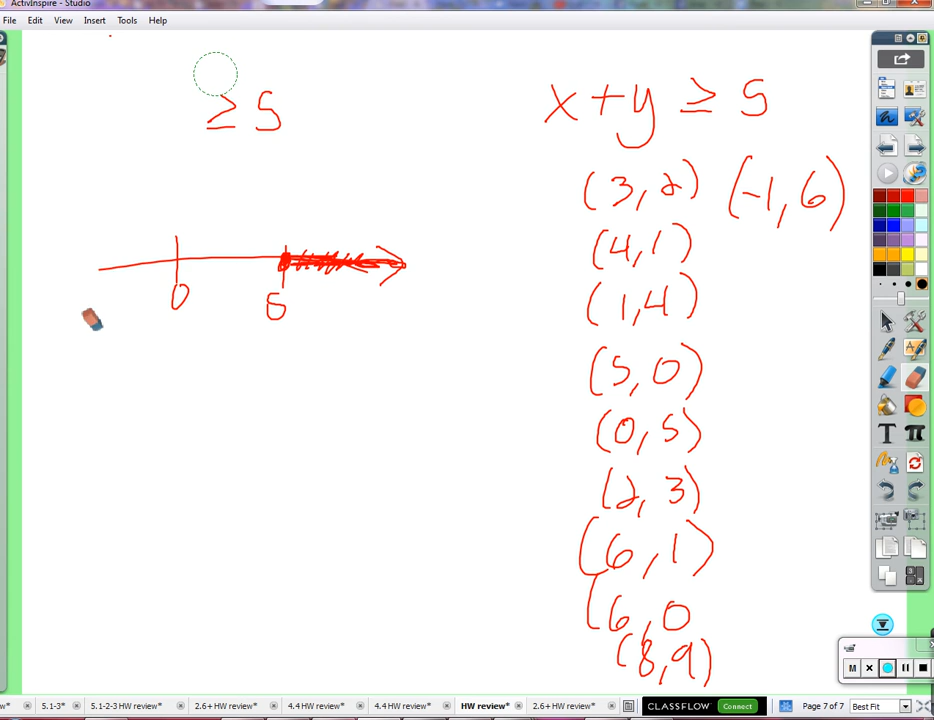 ActivInspire - Studio
File Edit View Insert Tools Help
≥ 5
x+y ≥ 5
(3,2) (-1,6)
(4,1)
(1,4)
(5,0)
(0,5)
(2,3)
(6,1)
(6,0
(8,9)
0 5
M
w* 5.1-3* 5.1-2-3 HW review* 2.6+ HW review* 4.4 HW review* 4.4 HW review* HW review* 2.6+ HW review* CLASSFLOW Connect Page 7 of 7 Best Fit